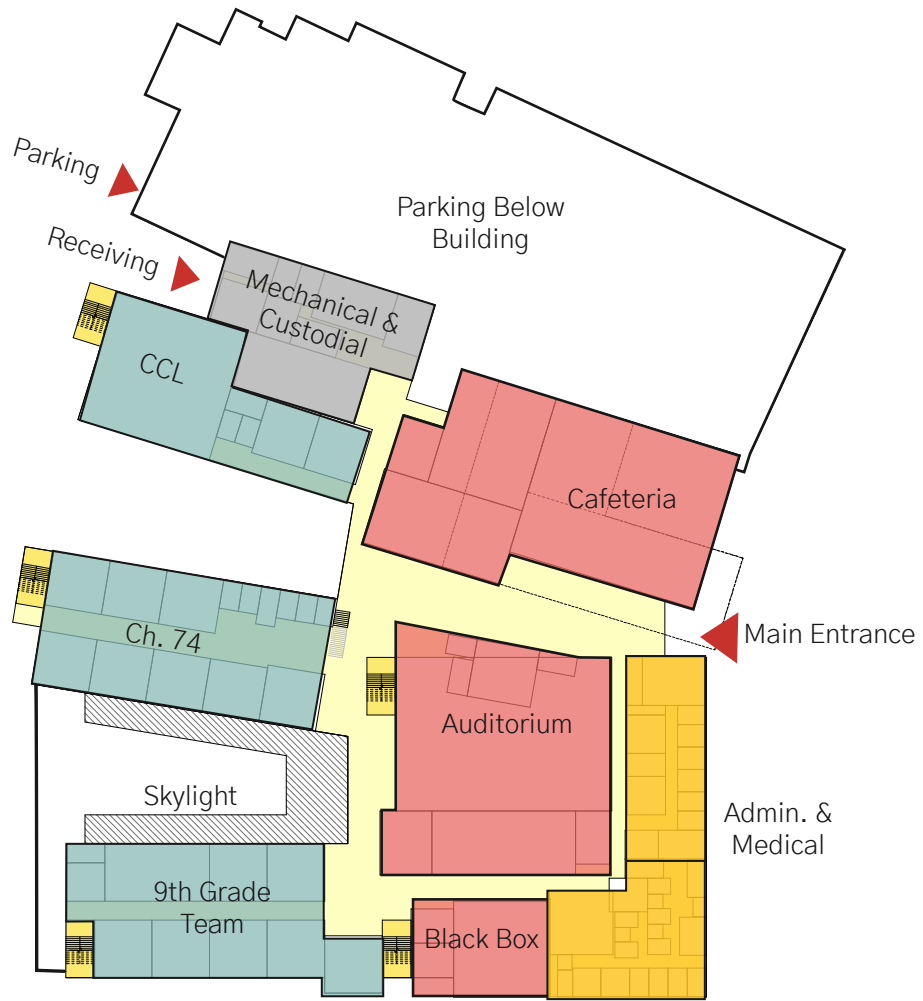 Parking
Parking Below
Building
Receiving
Mechanical &
Custodial
CCL
Cafeteria
Ch. 74
Main Entrance
Auditorium
Skylight
Admin. &
Medical
9th Grade
Team
Black Box